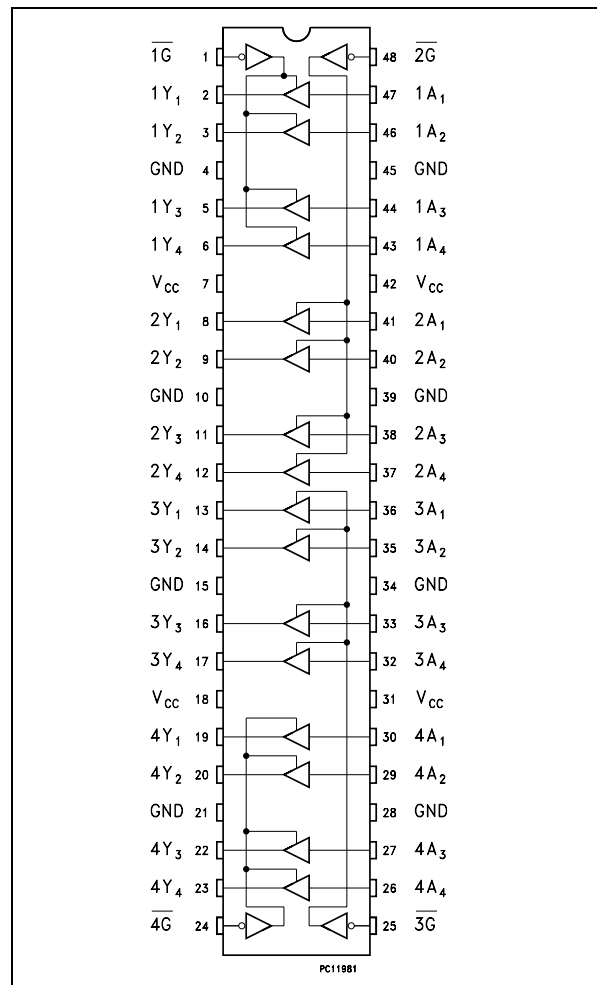 1G 1 48 2G
1Y1 2 47 1A1
1Y2 3 46 1A2
GND 4 45 GND
1Y3 5 44 1A3
1Y4 6 43 1A4
VCC 7 42 VCC
2Y1 8 41 2A1
2Y2 9 40 2A2
GND 10 39 GND
2Y3 11 38 2A3
2Y4 12 37 2A4
3Y1 13 36 3A1
3Y2 14 35 3A2
GND 15 34 GND
3Y3 16 33 3A3
3Y4 17 32 3A4
VCC 18 31 VCC
4Y1 19 30 4A1
4Y2 20 29 4A2
GND 21 28 GND
4Y3 22 27 4A3
4Y4 23 26 4A4
4G 24 25 3G
PC11981